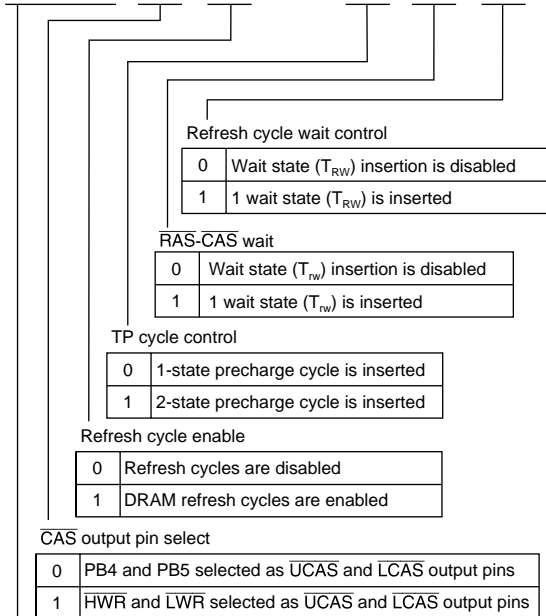 Refresh cycle wait control
0 Wait state (TRW) insertion is disabled
1 1 wait state (TRW) is inserted
RAS-CAS wait
0 Wait state (Trw) insertion is disabled
1 1 wait state (Trw) is inserted
TP cycle control
0 1-state precharge cycle is inserted
1 2-state precharge cycle is inserted
Refresh cycle enable
0 Refresh cycles are disabled
1 DRAM refresh cycles are enabled
CAS output pin select
0 PB4 and PB5 selected as UCAS and LCAS output pins
1 HWR and LWR selected as UCAS and LCAS output pins